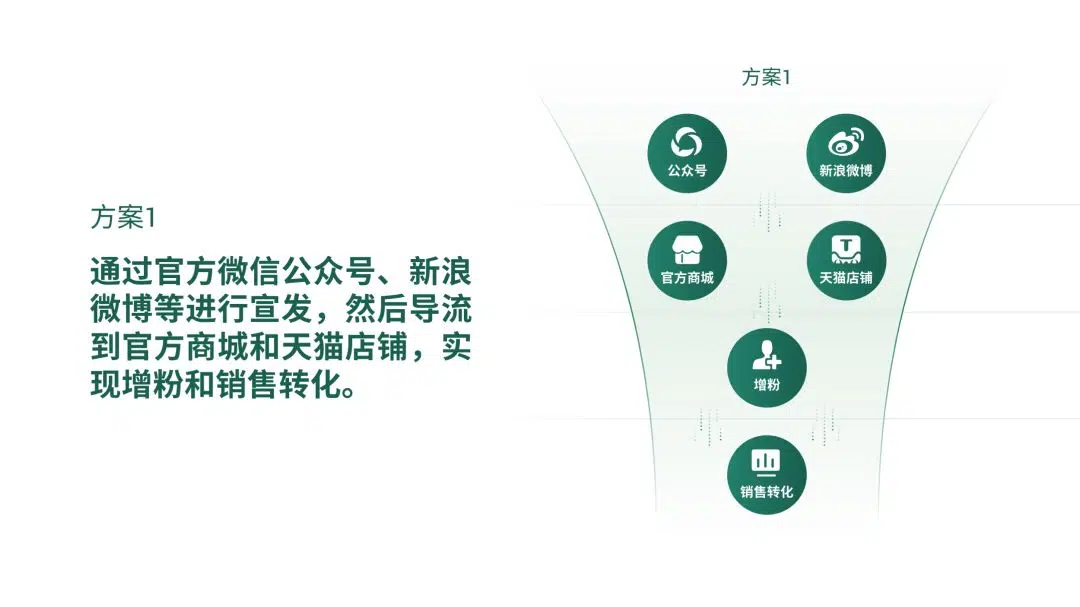 方案1
通过官方微信公众号、新浪
微博等进行宣发，然后导流
到官方商城和天猫店铺，实
现增粉和销售转化。
方案1
公众号
新浪微博
官方商城
T
天猫店铺
增粉
销售转化